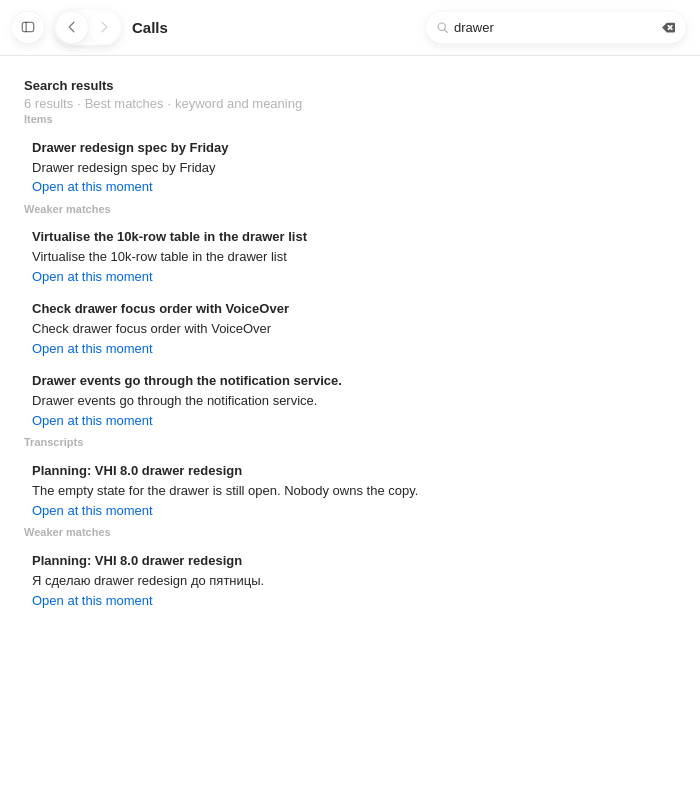 Calls
drawer
Search results
6 results · Best matches · keyword and meaning
Items
Drawer redesign spec by Friday
Drawer redesign spec by Friday
Open at this moment
Weaker matches
Virtualise the 10k-row table in the drawer list
Virtualise the 10k-row table in the drawer list
Open at this moment
Check drawer focus order with VoiceOver
Check drawer focus order with VoiceOver
Open at this moment
Drawer events go through the notification service.
Drawer events go through the notification service.
Open at this moment
Transcripts
Planning: VHI 8.0 drawer redesign
The empty state for the drawer is still open. Nobody owns the copy.
Open at this moment
Weaker matches
Planning: VHI 8.0 drawer redesign
Я сделаю drawer redesign до пятницы.
Open at this moment